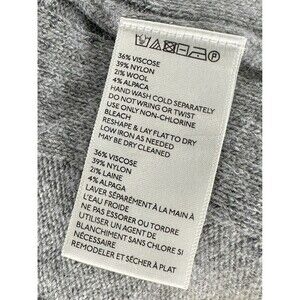 36% VISCOSE
39% NYLON
21% WOOL
4% ALPACA
HAND WASH COLD SEPARATELY
DO NOT WRING OR TWIST
USE ONLY NON-CHLORINE
BLEACH
RESHAPE & LAY FLAT TO DRY
LOW IRON AS NEEDED
MAY BE DRY CLEANED
36% VISCOSE
39% NYLON
21% LAINE
4% ALPAGA
LAVER SÉPARÉMENT À LA MAIN À
L'EAU FROIDE
NE PAS ESSORER OU TORDRE
UTILISER UN AGENT DE
BLANCHIMENT SANS CHLORE SI
NÉCESSAIRE
REMODELER ET SÉCHER À PLAT